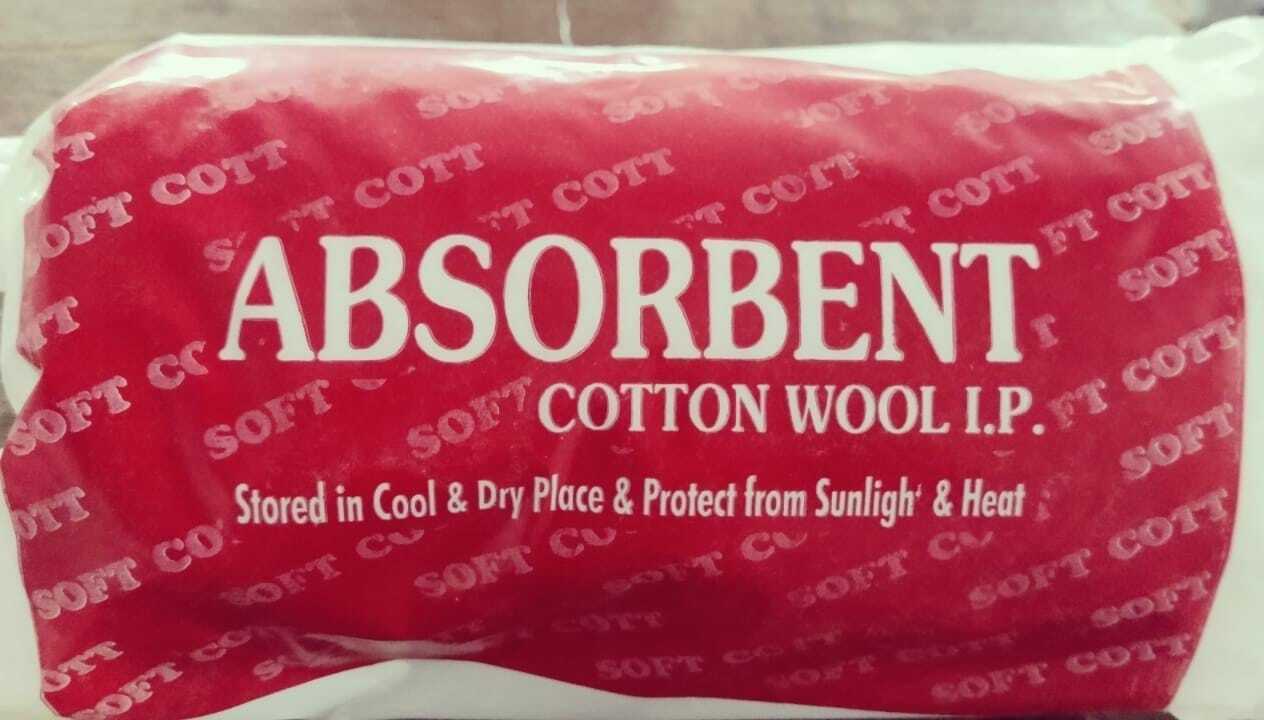 SOFT COTT
ABSORBENT
COTTON WOOL I.P.
Stored in Cool & Dry Place & Protect from Sunligh & Heat